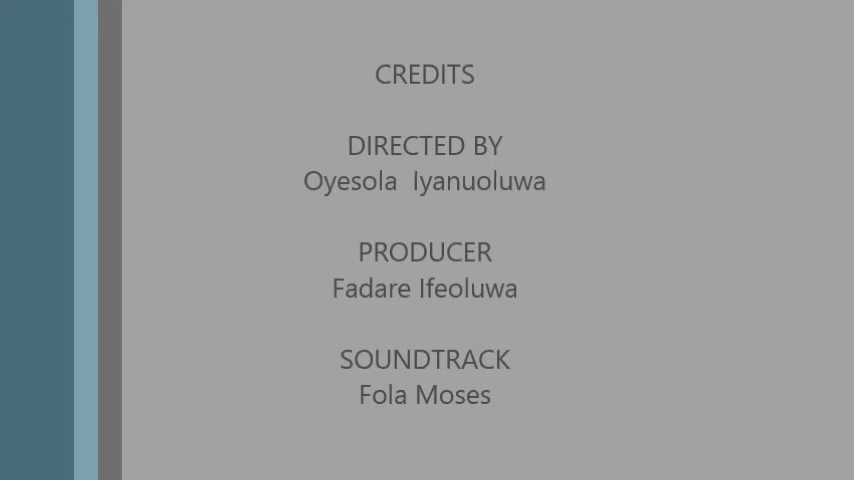 CREDITS
DIRECTED BY
Oyesola  Iyanuoluwa
PRODUCER
Fadare Ifeoluwa
SOUNDTRACK
Fola Moses